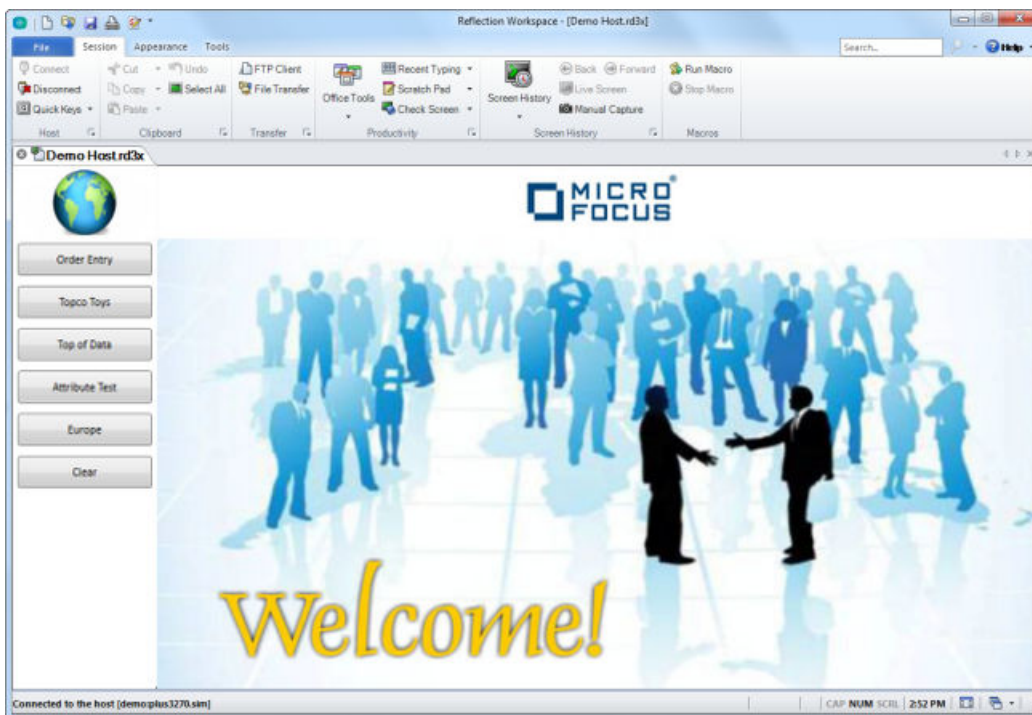 Reflection Workspace - [Demo Host.rd3x]
File Session Appearance Tools Search... Help
Connect Cut Undo FTP Client Recent Typing Back Forward Run Macro
Disconnect Copy Select All File Transfer Office Tools Scratch Pad Screen History Live Screen Stop Macro
Quick Keys Paste Check Screen Manual Capture
Host Clipboard Transfer Productivity Screen History Macros
Demo Host.rd3x
MICRO
FOCUS®
Order Entry
Topco Toys
Top of Data
Attribute Test
Europe
Clear
Welcome!
Connected to the host [demo:plus3270.sim] CAP NUM SCRL 2:52 PM